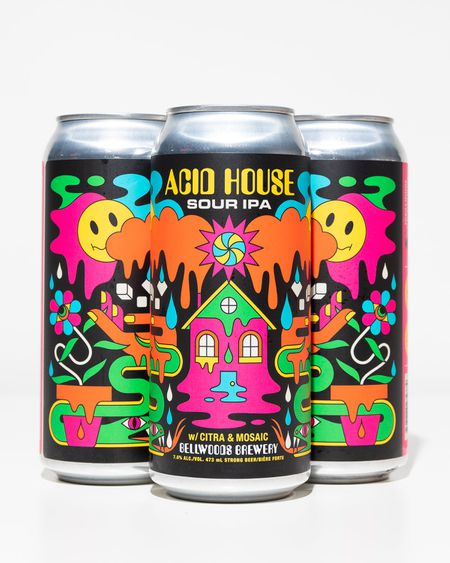 ACID HOUSE
SOUR IPA
w/ CITRA & MOSAIC
BELLWOODS BREWERY
7.0% ALC./VOL. 473 mL STRONG BEER/BIÈRE FORTE